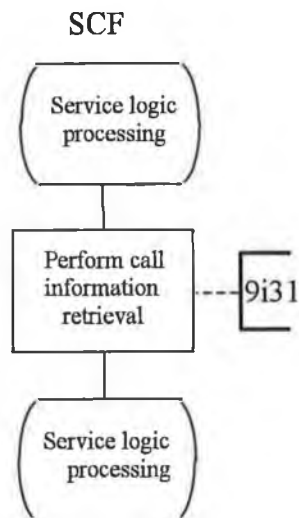 SCF
Service logic
processing
Perform call
information
retrieval
9i31
Service logic
processing